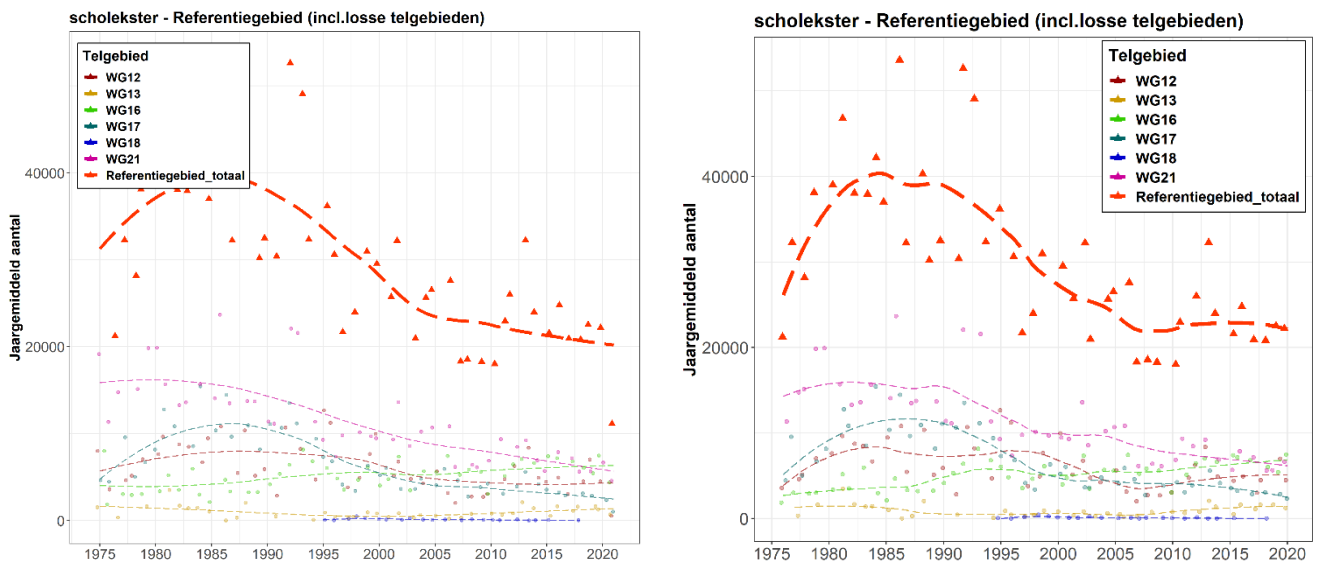 scholekster - Referentiegebied (incl.losse telgebieden)
Jaargemiddeld aantal
Telgebied
WG12
WG13
WG16
WG17
WG18
WG21
Referentiegebied_totaal
40000
20000
0
1975 1980 1985 1990 1995 2000 2005 2010 2015 2020
scholekster - Referentiegebied (incl.losse telgebieden)
Jaargemiddeld aantal
Telgebied
WG12
WG13
WG16
WG17
WG18
WG21
Referentiegebied_totaal
40000
20000
0
1975 1980 1985 1990 1995 2000 2005 2010 2015 2020